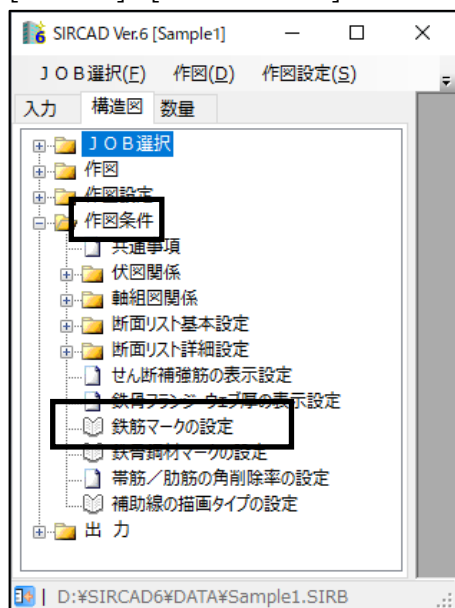 SIRCAD Ver.6 [Sample1]
ＪＯＢ選択(F) 作図(D) 作図設定(S)
入力 構造図 数量
ＪＯＢ選択
作図
作図設定
作図条件
共通事項
伏図関係
軸組図関係
断面リスト基本設定
断面リスト詳細設定
せん断補強筋の表示設定
鉄骨フランジ・ウェブ厚の表示設定
鉄筋マークの設定
鉄骨鋼材マークの設定
帯筋／肋筋の角削除率の設定
補助線の描画タイプの設定
出 力
D:¥SIRCAD6¥DATA¥Sample1.SIRB